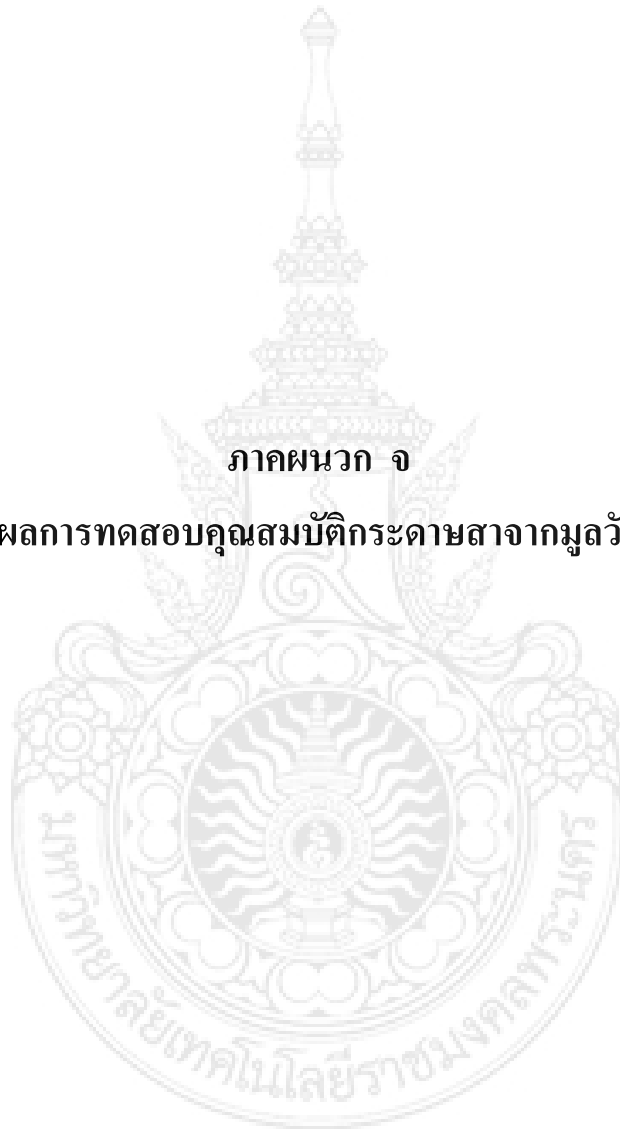 ภาคผนวก จ
ผลการทดสอบคุณสมบัติกระดาษสาจากมูลวั
มหาวิทยาลัยเทคโนโลยีราชมงคลพระนคร